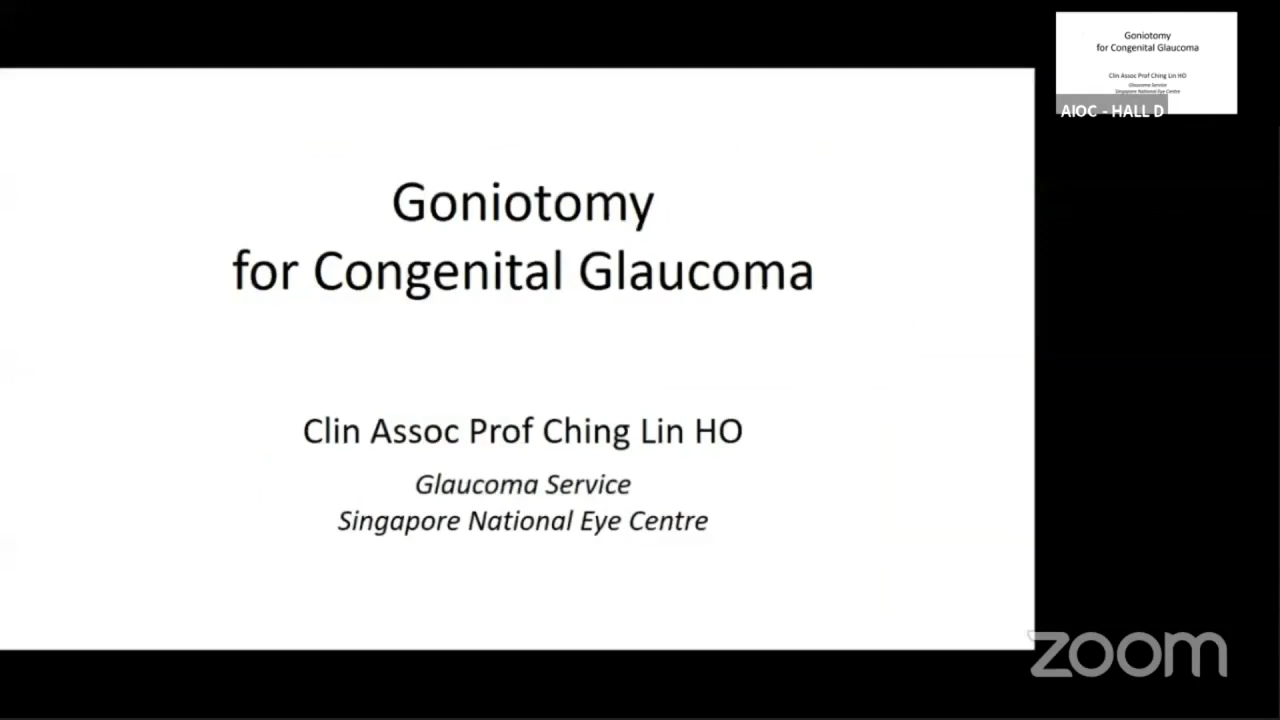 Goniotomy
for Congenital Glaucoma
Clin Assoc Prof Ching Lin HO
Glaucoma Service
Singapore National Eye Centre
Goniotomy
for Congenital Glaucoma
Clin Assoc Prof Ching Lin HO
Glaucoma Service
Singapore National Eye Centre
AIOC - HALL D
zoom